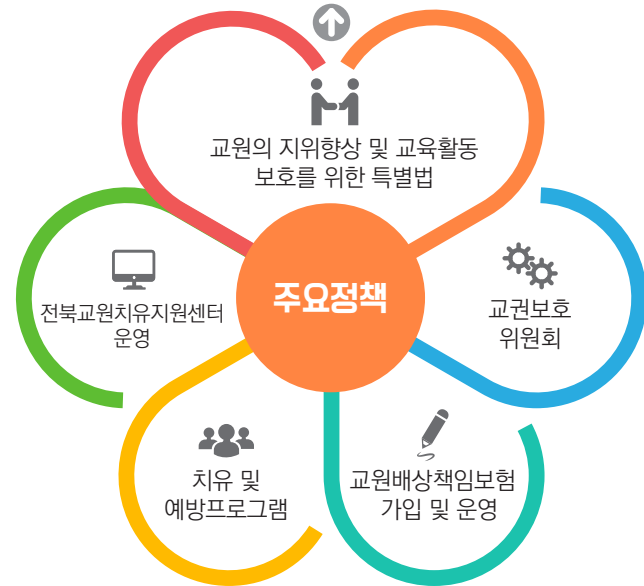 교원의 지위향상 및 교육활동
보호를 위한 특별법
주요정책
전북교원치유지원센터
운영
교권보호
위원회
치유 및
예방프로그램
교원배상책임보험
가입 및 운영